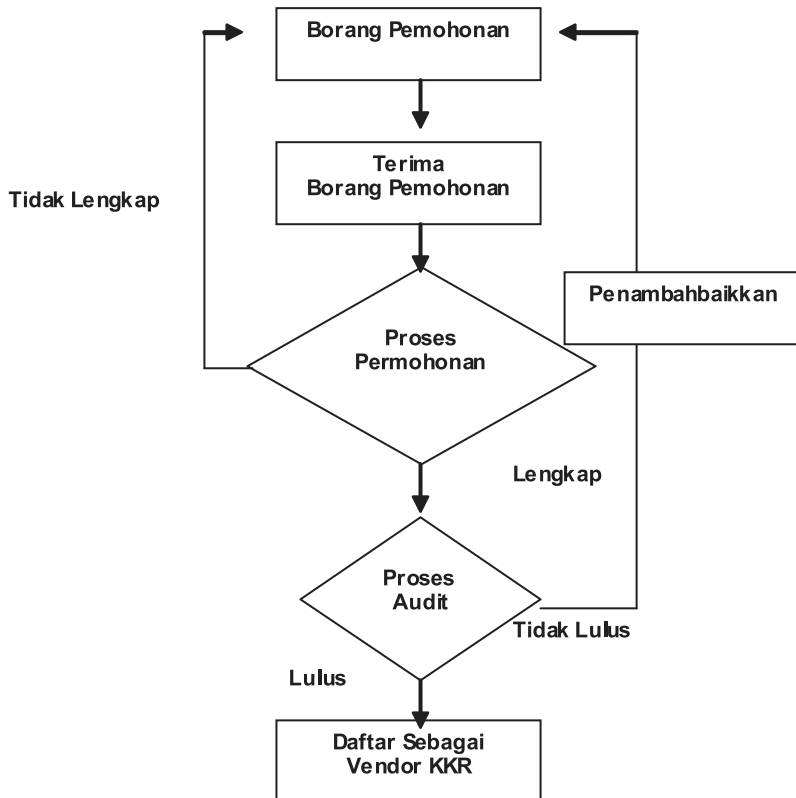 Borang Pemohonan
Terima
Borang Pemohonan
Tidak Lengkap
Penambahbaikkan
Proses
Permohonan
Lengkap
Proses
Audit
Tidak Lulus
Lulus
Daftar Sebagai
Vendor KKR